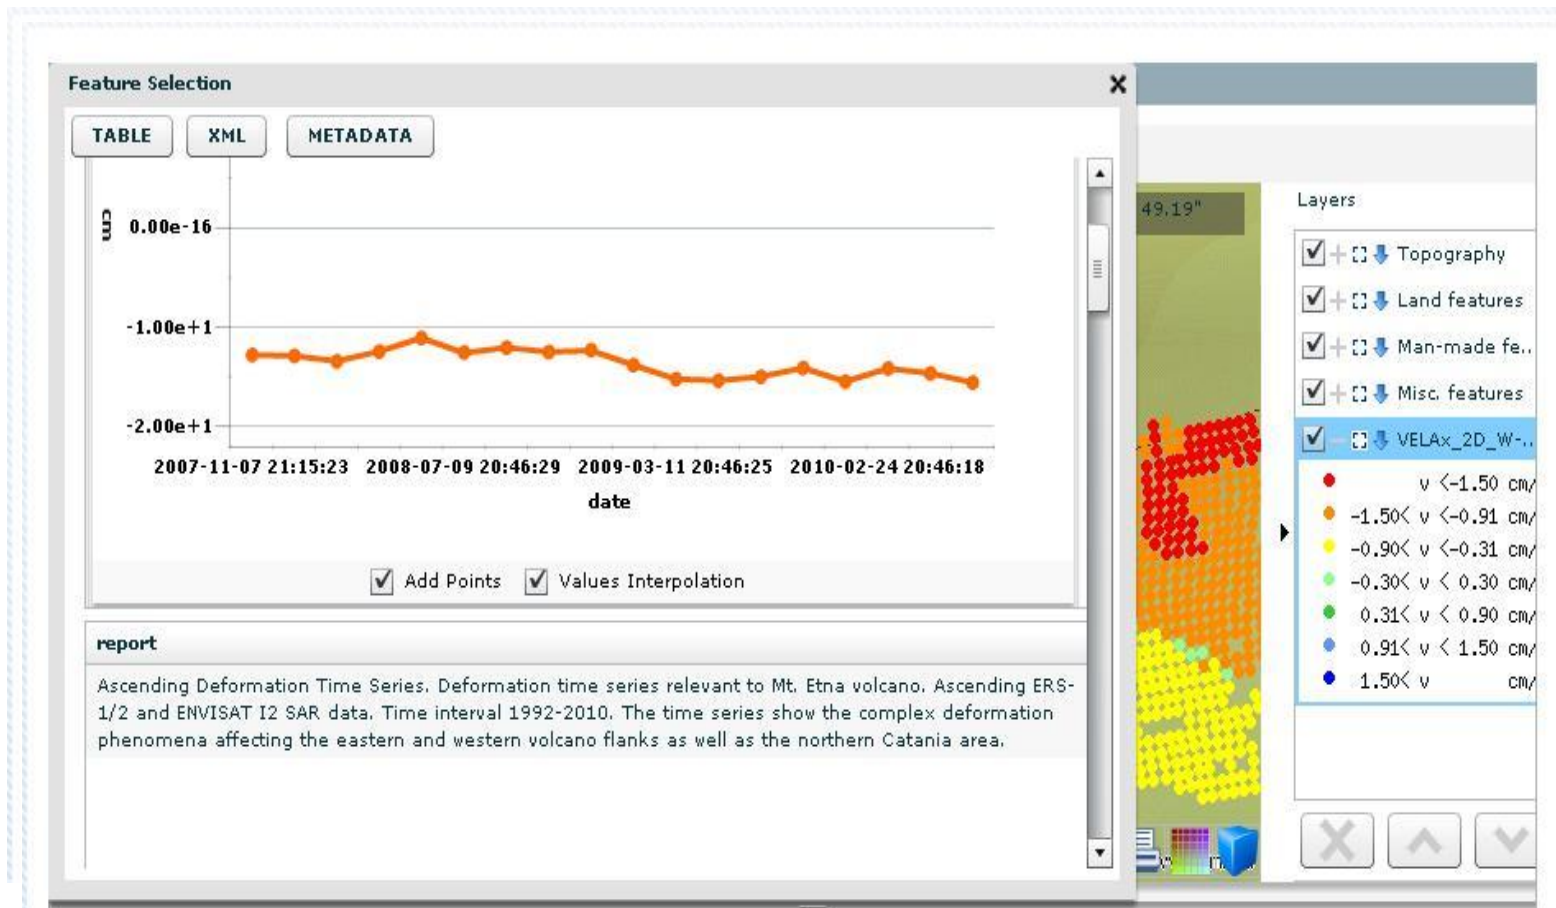 Feature Selection
TABLE XML METADATA
cm
0.00e-16
-1.00e+1
-2.00e+1
2007-11-07 21:15:23 2008-07-09 20:46:29 2009-03-11 20:46:25 2010-02-24 20:46:18
date
Add Points Values Interpolation
report
Ascending Deformation Time Series. Deformation time series relevant to Mt. Etna volcano. Ascending ERS-
1/2 and ENVISAT I2 SAR data. Time interval 1992-2010. The time series show the complex deformation
phenomena affecting the eastern and western volcano flanks as well as the northern Catania area.
49.19"
Layers
Topography
Land features
Man-made fe..
Misc. features
VELAx_2D_W-..
v <-1.50 cm/
-1.50< v <-0.91 cm/
-0.90< v <-0.31 cm/
-0.30< v < 0.30 cm/
0.31< v < 0.90 cm/
0.91< v < 1.50 cm/
1.50< v cm/